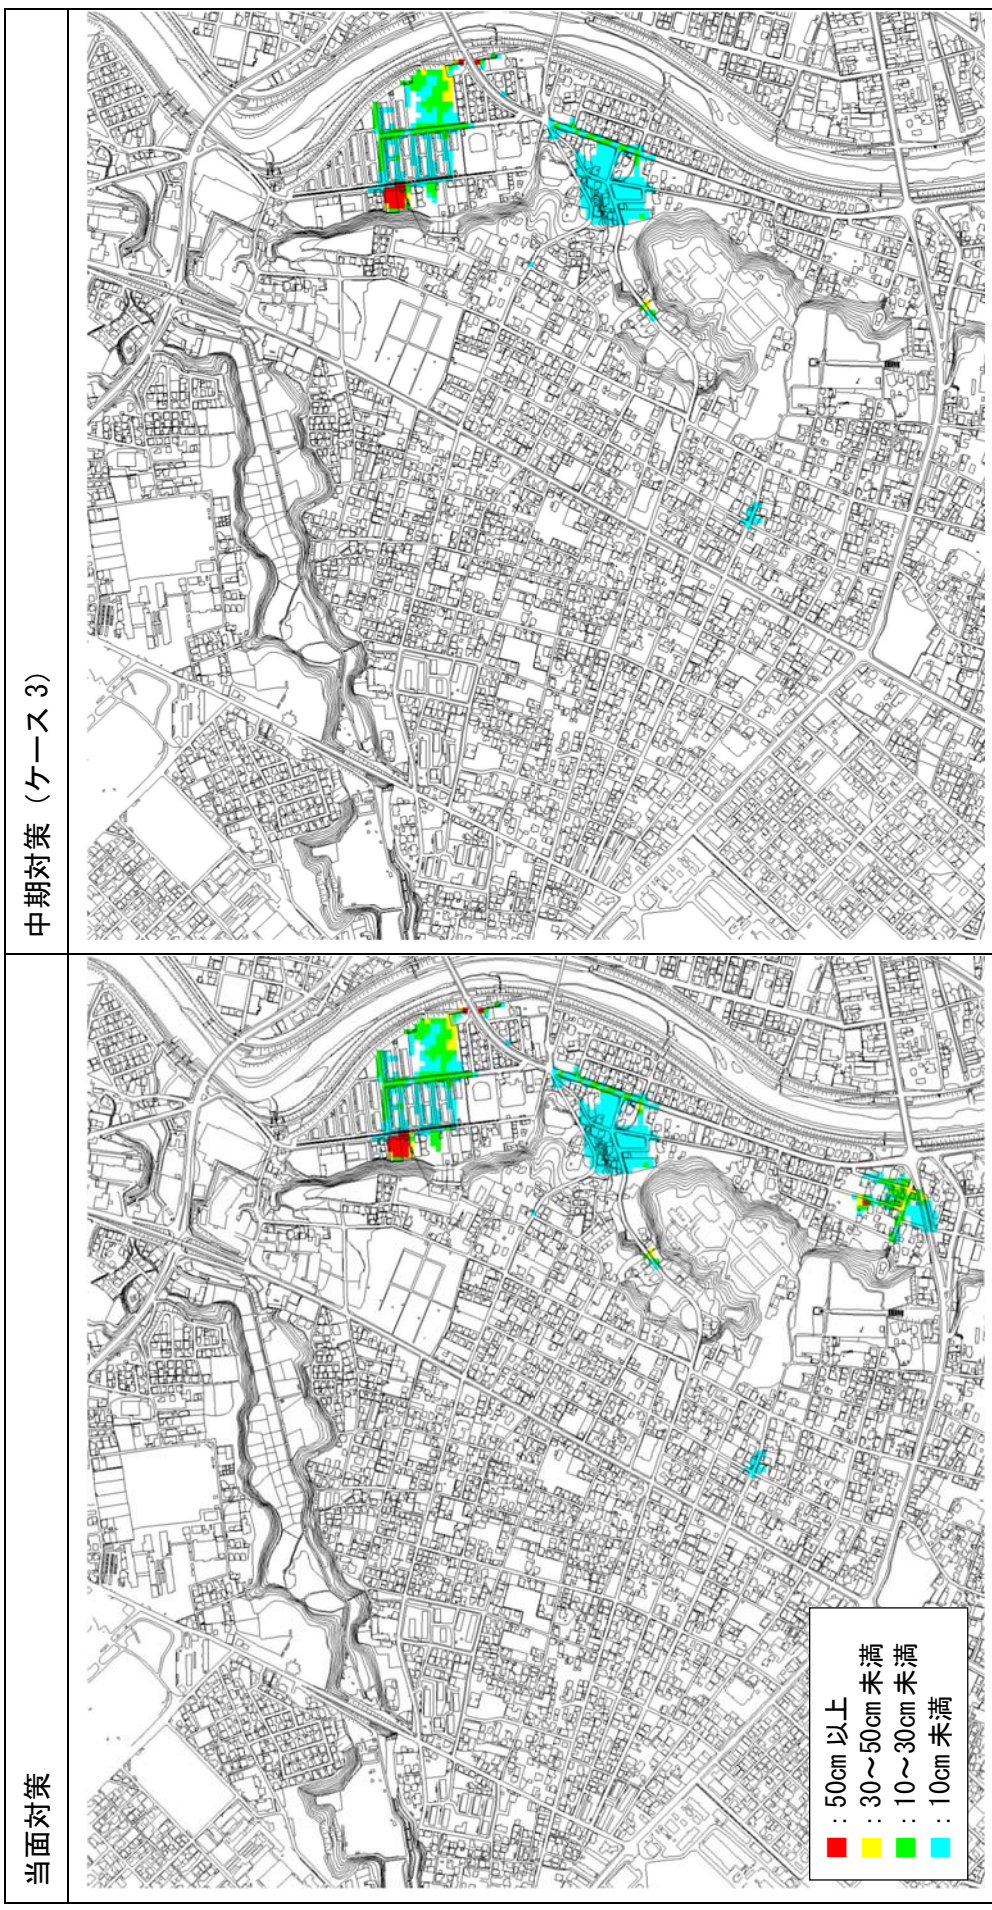 当面対策
中期対策（ケース 3）
■：50cm 以上
■：30～50cm 未満
■：10～30cm 未満
■：10cm 未満